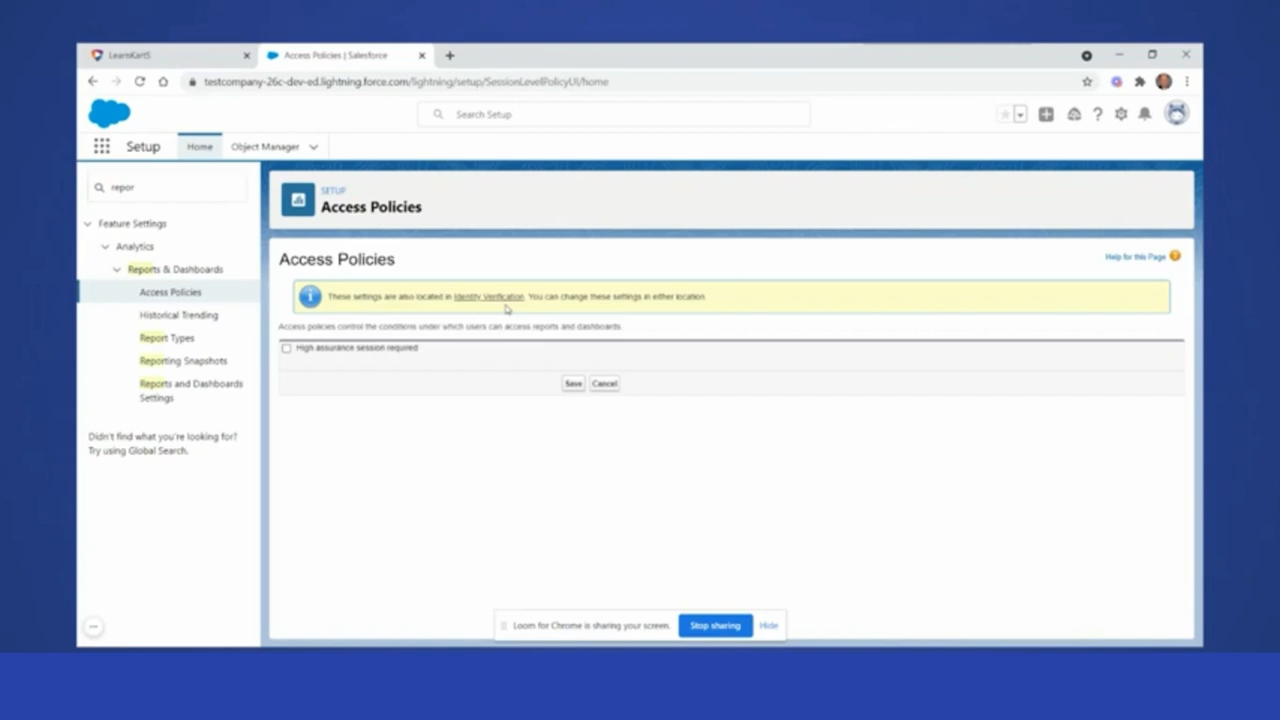 LearnKartS
Access Policies | Salesforce
testcompany-26c-dev-ed.lightning.force.com/lightning/setup/SessionLevelPolicyUI/home
Search Setup
Setup
Home
Object Manager
repor
Feature Settings
Analytics
Reports & Dashboards
Access Policies
Historical Trending
Report Types
Reporting Snapshots
Reports and Dashboards
Settings
Didn't find what you're looking for?
Try using Global Search.
SETUP
Access Policies
Access Policies
Help for this Page
These settings are also located in Identity Verification. You can change these settings in either location.
Access policies control the conditions under which users can access reports and dashboards.
High assurance session required
Save Cancel
Loom for Chrome is sharing your screen. Stop sharing Hide